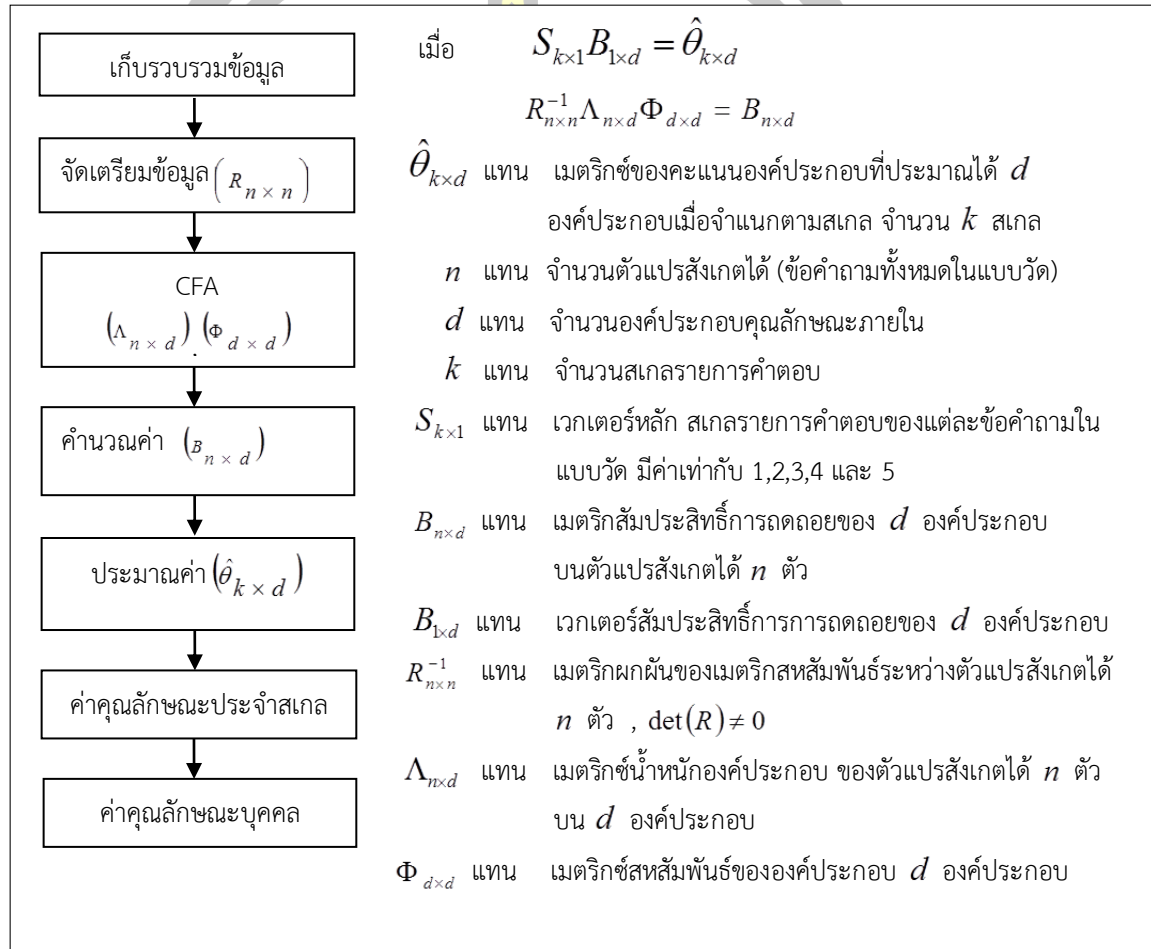 เก็บรวบรวมข้อมูล
จัดเตรียมข้อมูล (R n × n)
CFA
(Λ n × d) (Φ d × d)
คำนวณค่า (B n × d)
ประมาณค่า (θ̂ k × d)
ค่าคุณลักษณะประจำสเกล
ค่าคุณลักษณะบุคคล
เมื่อ S k×1 B 1×d = θ̂ k×d
R⁻¹ n×n Λ n×d Φ d×d = B n×d
θ̂ k×d แทน เมตริกซ์ของคะแนนองค์ประกอบที่ประมาณได้ d
องค์ประกอบเมื่อจำแนกตามสเกล จำนวน k สเกล
n แทน จำนวนตัวแปรสังเกตได้ (ข้อคำถามทั้งหมดในแบบวัด)
d แทน จำนวนองค์ประกอบคุณลักษณะภายใน
k แทน จำนวนสเกลรายการคำตอบ
S k×1 แทน เวกเตอร์หลัก สเกลรายการคำตอบของแต่ละข้อคำถามใน
แบบวัด มีค่าเท่ากับ 1,2,3,4 และ 5
B n×d แทน เมตริกสัมประสิทธิ์การถดถอยของ d องค์ประกอบ
บนตัวแปรสังเกตได้ n ตัว
B 1×d แทน เวกเตอร์สัมประสิทธิ์การการถดถอยของ d องค์ประกอบ
R⁻¹ n×n แทน เมตริกผกผันของเมตริกสหสัมพันธ์ระหว่างตัวแปรสังเกตได้
n ตัว , det(R) ≠ 0
Λ n×d แทน เมตริกซ์น้ำหนักองค์ประกอบ ของตัวแปรสังเกตได้ n ตัว
บน d องค์ประกอบ
Φ d×d แทน เมตริกซ์สหสัมพันธ์ขององค์ประกอบ d องค์ประกอบ